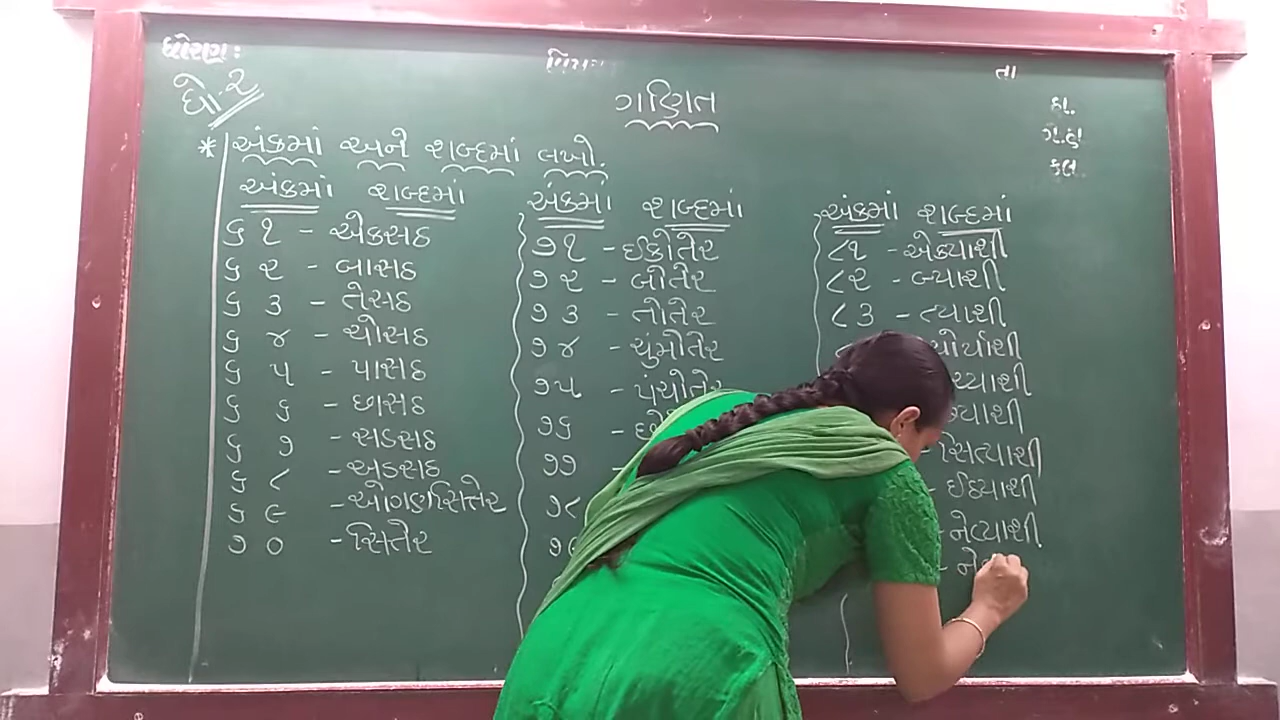 ધોરણ :
ધો. ૨
વિષય
તા
ગણિત
હા.
ગે.હા
કુલ
* અંકમાં અને શબ્દમાં લખો.
અંકમાં શબ્દમાં
૬૧ - એકસઠ
૬૨ - બાસઠ
૬૩ - તેસઠ
૬૪ - ચોસઠ
૬૫ - પાસઠ
૬૬ - છાસઠ
૬૭ - સડસઠ
૬૮ - અડસઠ
૬૯ - ઓગણસિતેર
૭૦ - સિતેર
અંકમાં શબ્દમાં
૭૧ - ઈકોતેર
૭૨ - બોતેર
૭૩ - તોતેર
૭૪ - ચુંમોતેર
૭૫ - પંચોતેર
૭૬ -
૭૭ -
૭૮
અંકમાં શબ્દમાં
૮૧ - એક્યાશી
૮૨ - બ્યાશી
૮૩ - ત્યાશી
ચોર્યાશી
- સિત્યાશી
- ઈઠ્યાશી
- નેવ્યાશી